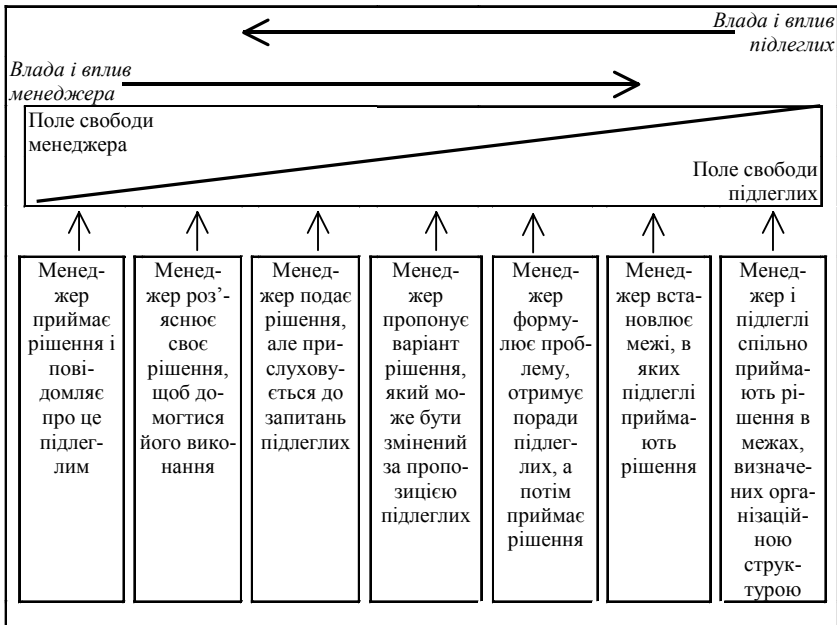 Влада і вплив
підлеглих
Влада і вплив
менеджера
Поле свободи
менеджера
Поле свободи
підлеглих
Менед-
жер
приймає
рішення і
пові-
домляє
про це
підлег-
лим
Менед-
жер роз’-
яснює
своє
рішення,
щоб до-
могтися
його вико-
нання
Менед-
жер подає
рішення,
але при-
слухову-
ється до
запитань
підлеглих
Менед-
жер
пропонує
варіант
рішення,
який мо-
же бути
змінений
за пропо-
зицією
підлеглих
Менед-
жер
форму-
лює проб-
лему,
отримує
поради
підлег-
лих, а
потім
приймає
рішення
Менед-
жер вста-
новлює
межі, в
яких
підлеглі
прийма-
ють
рішення
Менед-
жер і
підлеглі
спільно
прийма-
ють рі-
шення в
межах,
визначе-
них орга-
нізацій-
ною
струк-
турою